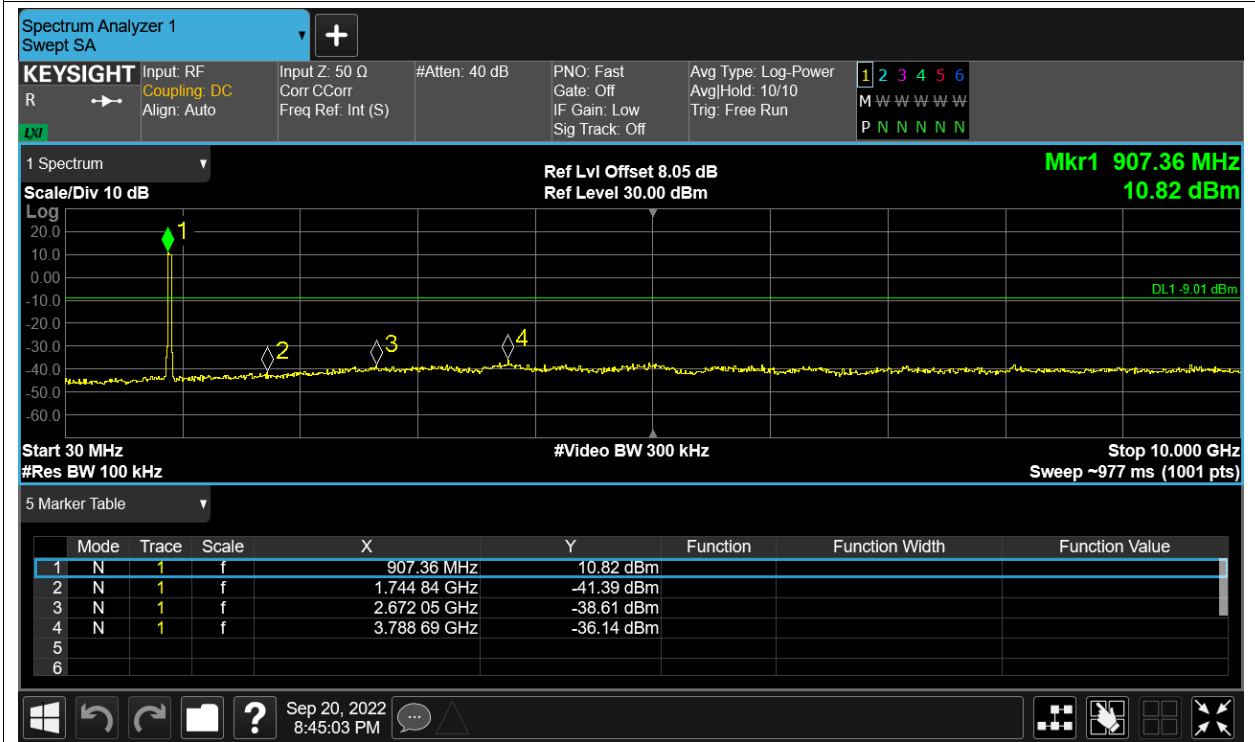 Spectrum Analyzer 1
Swept SA
+
KEYSIGHT Input: RF Input Z: 50 Ω #Atten: 40 dB PNO: Fast Avg Type: Log-Power 1 2 3 4 5 6
R Coupling: DC Corr CCorr Gate: Off Avg|Hold: 10/10 M W W W W W
Align: Auto Freq Ref: Int (S) IF Gain: Low Trig: Free Run
LXI Sig Track: Off P N N N N N
1 Spectrum Ref Lvl Offset 8.05 dB Mkr1 907.36 MHz
Scale/Div 10 dB Ref Level 30.00 dBm 10.82 dBm
Log
20.0 1
10.0
0.00
DL1 -9.01 dBm
-10.0
-20.0
-30.0 2 3 4
-40.0
-50.0
-60.0
Start 30 MHz #Video BW 300 kHz Stop 10.000 GHz
#Res BW 100 kHz Sweep ~977 ms (1001 pts)
5 Marker Table
Mode Trace Scale X Y Function Function Width Function Value
1 N 1 f 907.36 MHz 10.82 dBm
2 N 1 f 1.744 84 GHz -41.39 dBm
3 N 1 f 2.672 05 GHz -38.61 dBm
4 N 1 f 3.788 69 GHz -36.14 dBm
5
6
? Sep 20, 2022
8:45:03 PM